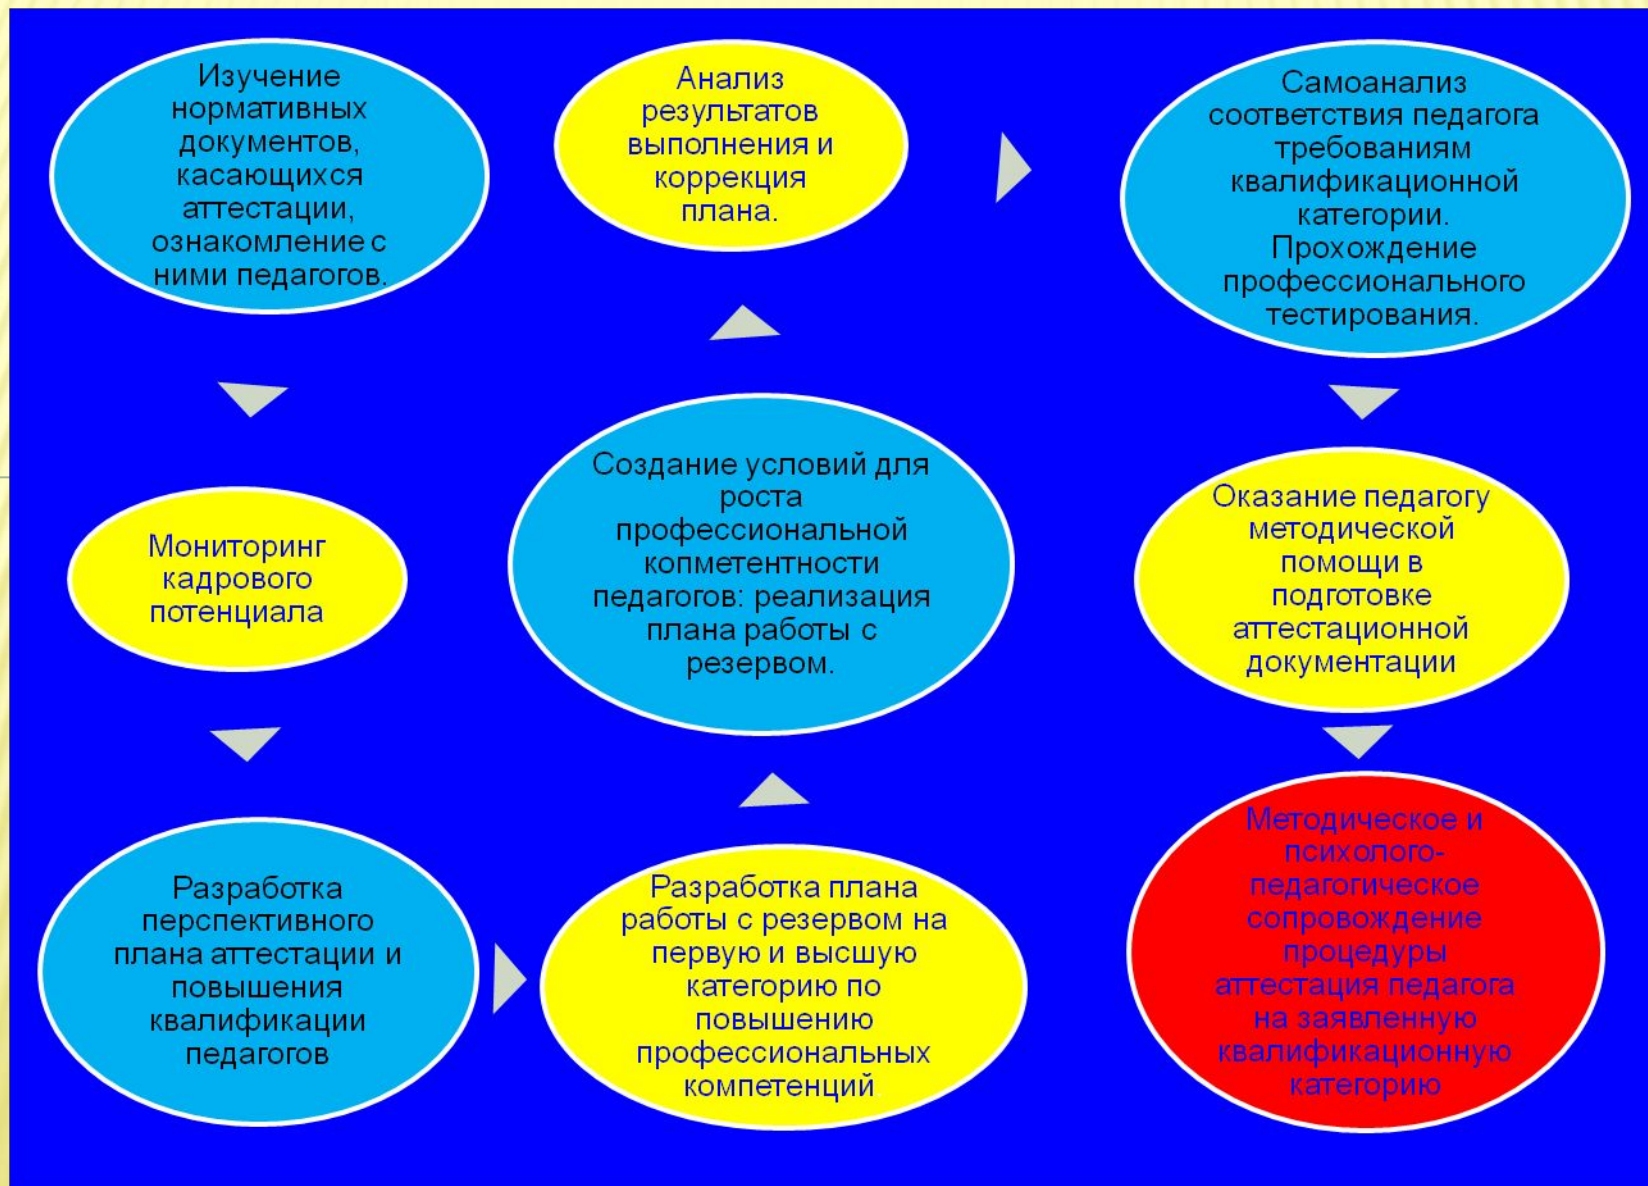 Изучение
нормативных
документов,
касающихся
аттестации,
ознакомление с
ними педагогов.
Мониторинг
кадрового
потенциала
Разработка
перспективного
плана аттестации и
повышения
квалификации
педагогов
Разработка плана
работы с резервом на
первую и высшую
категорию по
повышению
профессиональных
компетенций
Создание условий для
роста
профессиональной
копметентности
педагогов: реализация
плана работы с
резервом.
Анализ
результатов
выполнения и
коррекция
плана.
Самоанализ
соответствия педагога
требованиям
квалификационной
категории.
Прохождение
профессионального
тестирования.
Оказание педагогу
методической
помощи в
подготовке
аттестационной
документации
Методическое и
психолого-
педагогическое
сопровождение
процедуры
аттестация педагога
на заявленную
квалификационную
категорию